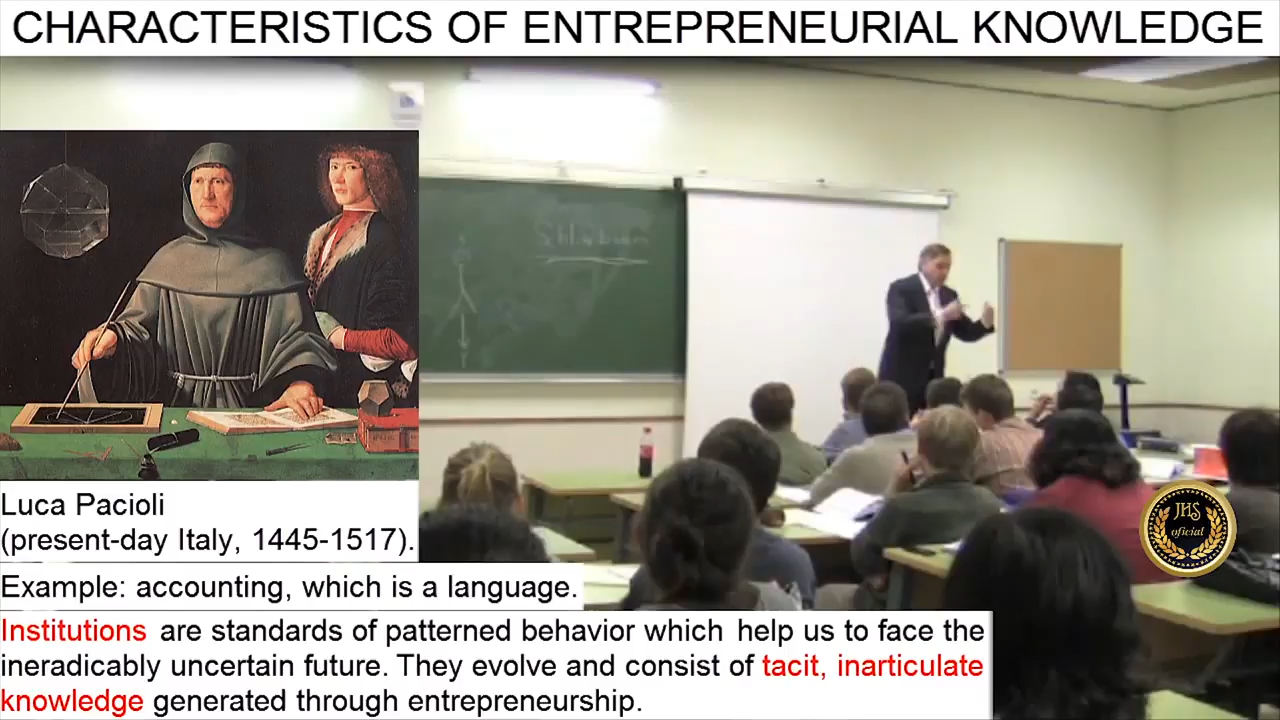 CHARACTERISTICS OF ENTREPRENEURIAL KNOWLEDGE
Luca Pacioli
(present-day Italy, 1445-1517).
Example: accounting, which is a language.
Institutions are standards of patterned behavior which help us to face the
ineradicably uncertain future. They evolve and consist of tacit, inarticulate
knowledge generated through entrepreneurship.
JHS
oficial